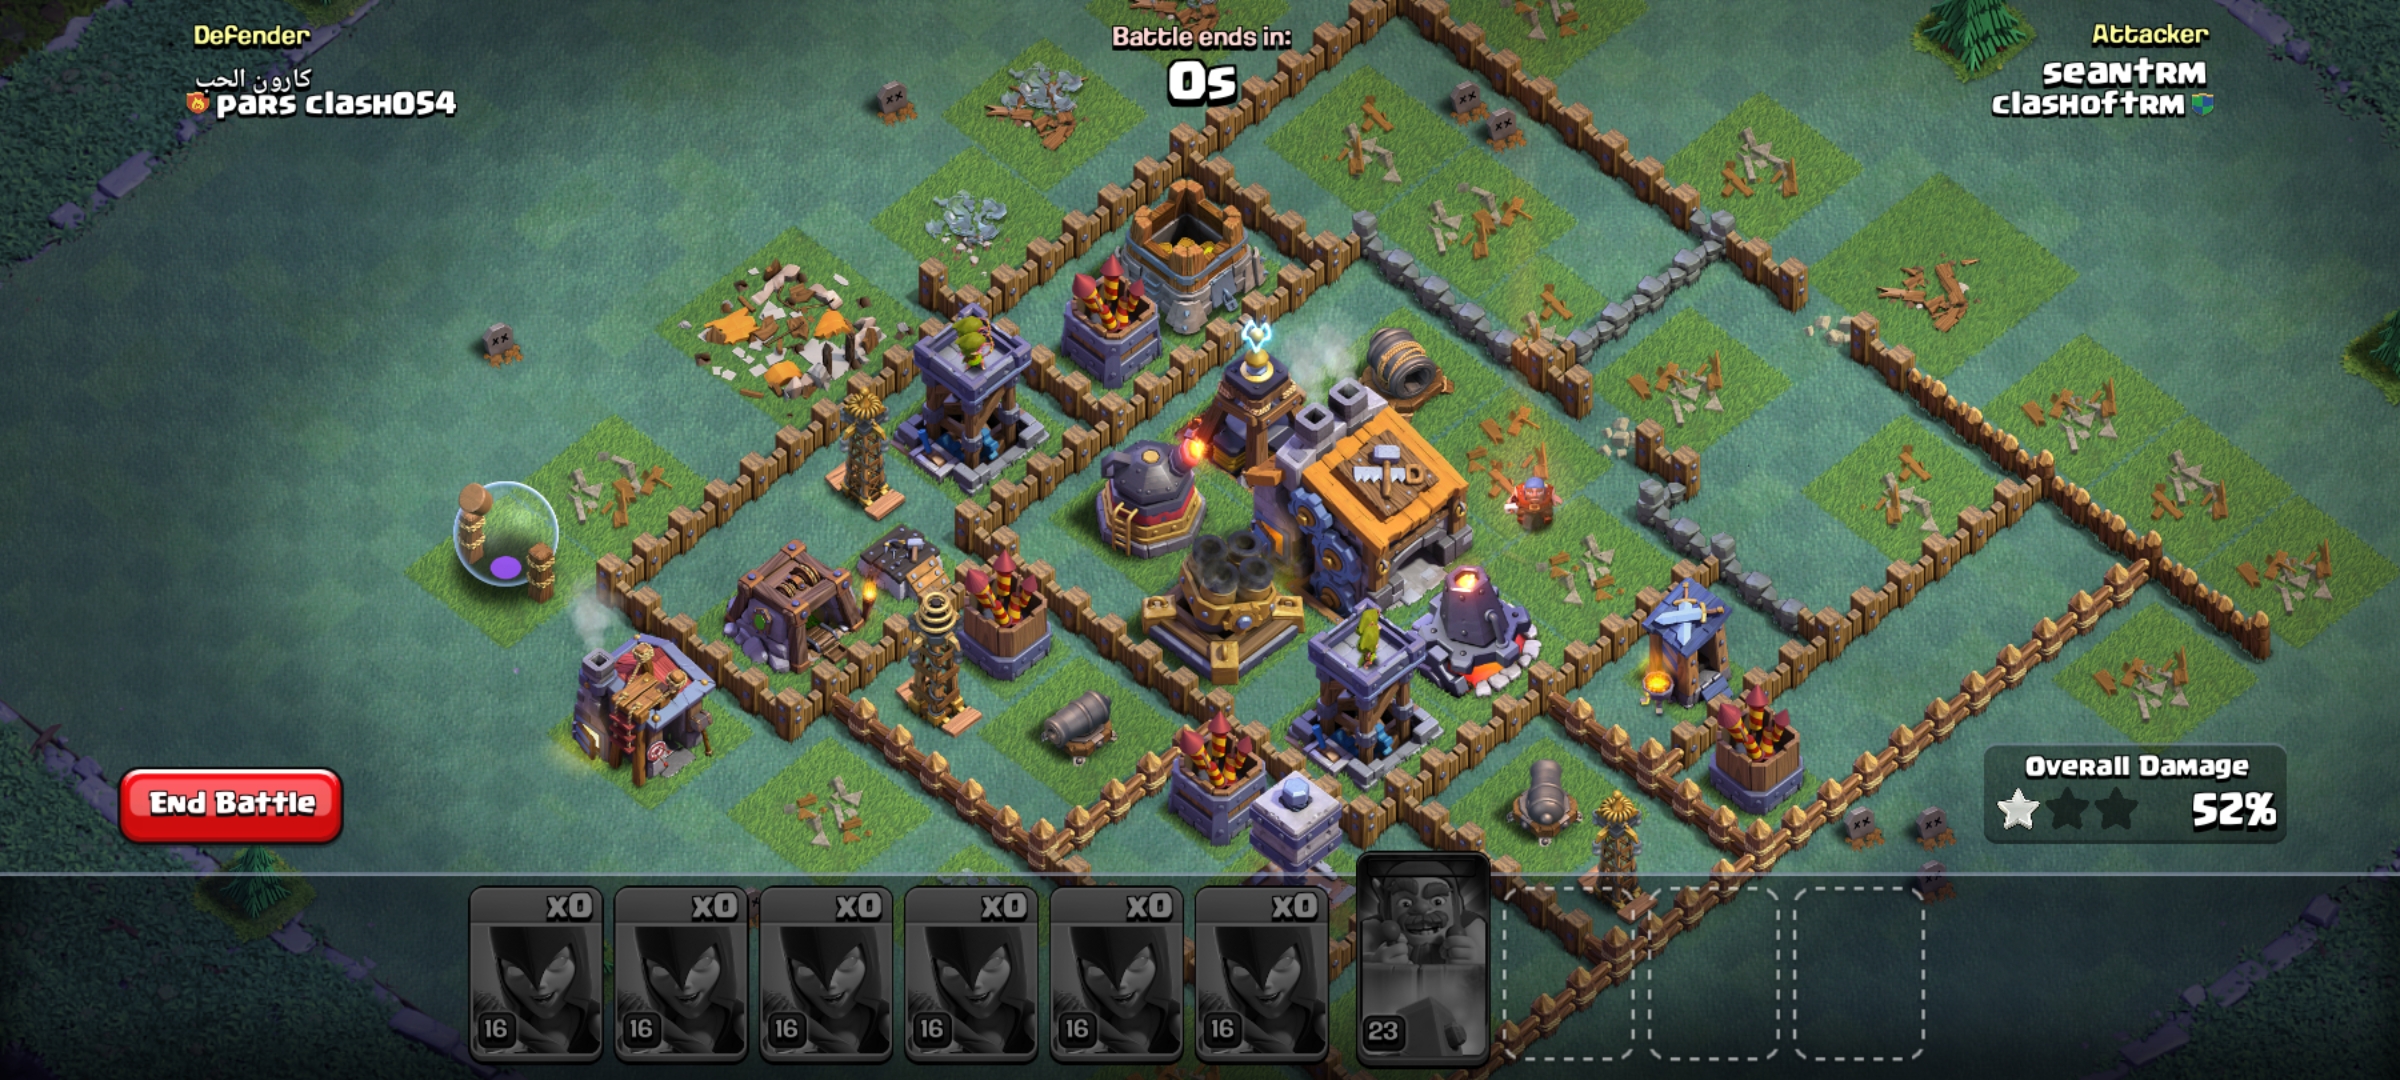 Defender
كارون الحب
pars clash054
Battle ends in:
0s
Attacker
seantRM
clashoftRM
End Battle
Overall Damage
52%
x0
x0
x0
x0
x0
x0
16
16
16
16
16
16
23